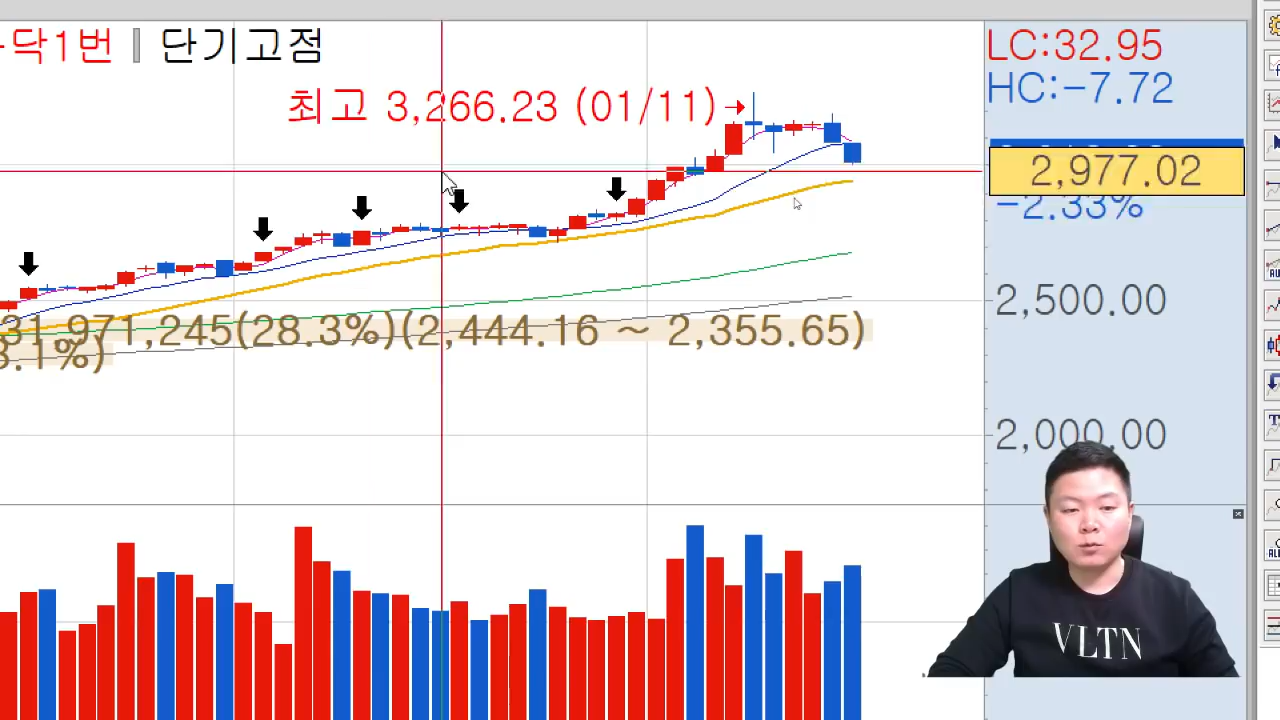 닥1번 단기고점
LC:32.95
HC:-7.72
최고 3,266.23 (01/11)
2,977.02
-2.33%
2,500.00
31 971,245(28.3%)(2,444.16 ~ 2,355.65)
3.1%)
2,000.00
VLTN